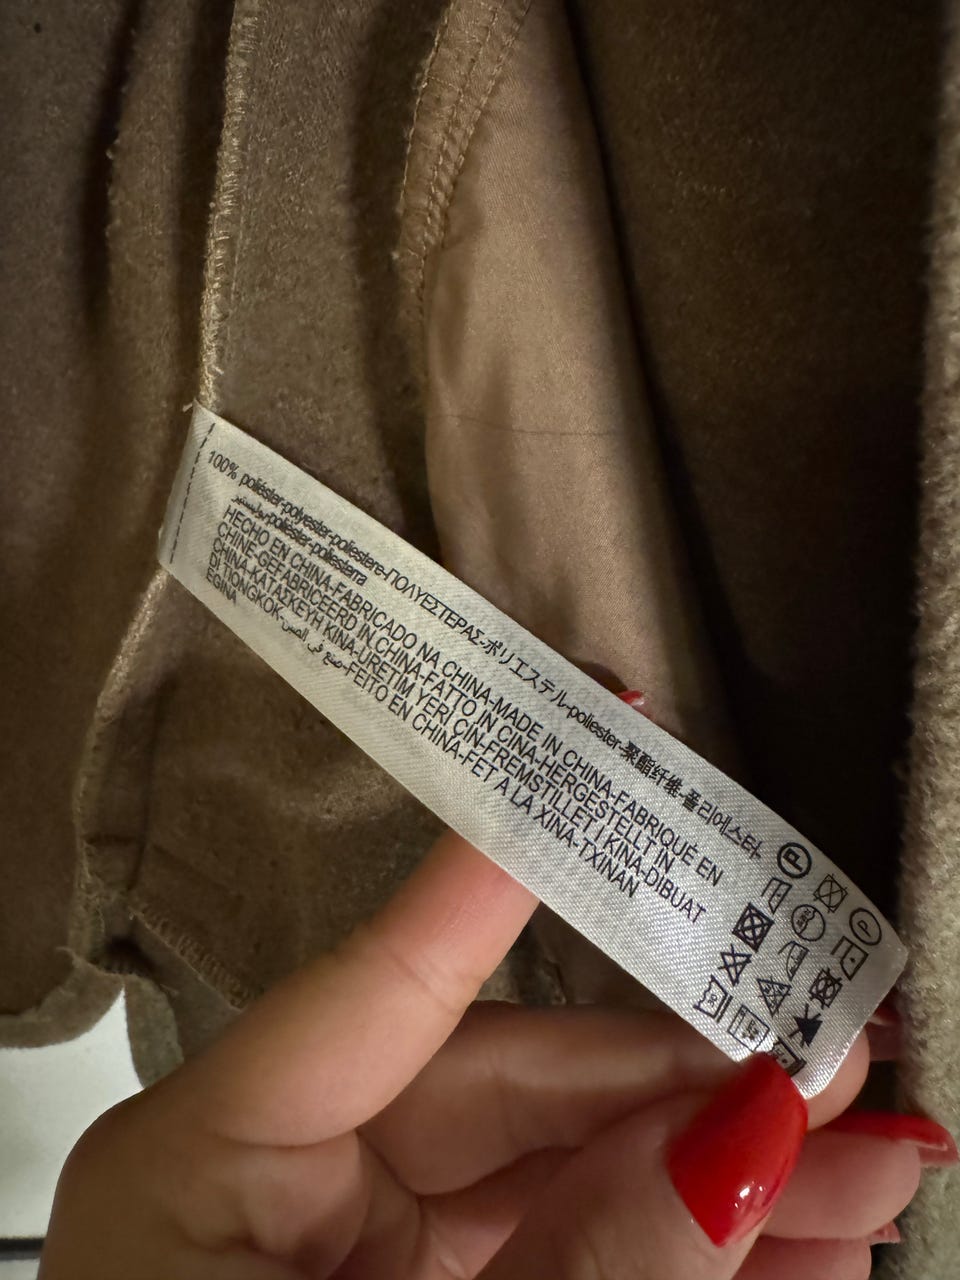 100% poliéster-polyester-poliestere-ΠΟΛΥΕΣΤΕΡΑΣ-ポリエステル-poliester-聚酯纤维-폴리에스터-
بوليستير-polièster-poliesterra
HECHO EN CHINA-FABRICADO NA CHINA-MADE IN CHINA-FABRIQUÉ EN
CHINE-GEFABRICEERD IN CHINA-FATTO IN CINA-HERGESTELLT IN
CHINA-ΚΑΤΑΣΚΕΥΗ ΚΙΝΑ-URETIM YERI ÇIN-FREMSTILLET I KINA-DIBUAT
DI TIONGKOK-صنع في الصين-FEITO EN CHINA-FET A LA XINA-TXINAN
EGINA
P
P